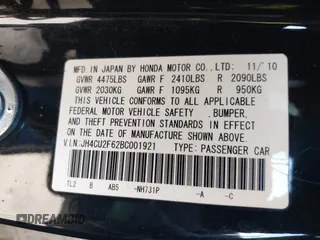 MFD. IN JAPAN BY HONDA MOTOR CO., LTD: 11/'10
GVWR 4475LBS GAWR F 2410LBS R 2090LBS
GVWR 2030KG GAWR F 1095KG R 950KG
THIS VEHICLE CONFORMS TO ALL APPLICABLE
FEDERAL MOTOR VEHICLE SAFETY, BUMPER,
AND THEFT PREVENTION STANDARDS IN EFFECT
ON THE DATE OF MANUFACTURE SHOWN ABOVE.
V.I.N: JH4CU2F62BC001921 TYPE: PASSENGER CAR
TL2 B AB5 -NH731P -A -C
DREAMBID